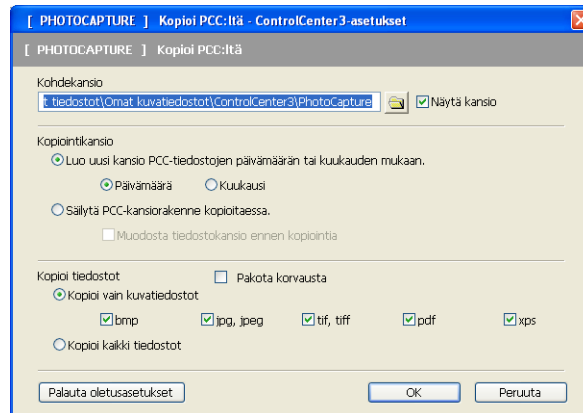 [ PHOTOCAPTURE ] Kopioi PCC:ltä - ControlCenter3-asetukset
[ PHOTOCAPTURE ] Kopioi PCC:ltä
Kohdekansio
t tiedostot\Omat kuvatiedostot\ControlCenter3\PhotoCapture Näytä kansio
Kopiointikansio
Luo uusi kansio PCC-tiedostojen päivämäärän tai kuukauden mukaan.
Päivämäärä Kuukausi
Säilytä PCC-kansiorakenne kopioitaessa.
Muodosta tiedostokansio ennen kopiointia
Kopioi tiedostot Pakota korvausta
Kopioi vain kuvatiedostot
bmp jpg, jpeg tif, tiff pdf xps
Kopioi kaikki tiedostot
Palauta oletusasetukset OK Peruuta